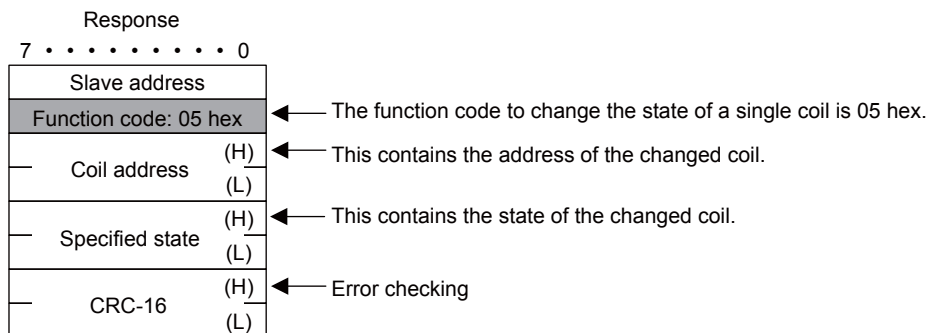 Response
7 • • • • • • • • • 0
Slave address
Function code: 05 hex
The function code to change the state of a single coil is 05 hex.
(H)
This contains the address of the changed coil.
Coil address
(L)
(H)
This contains the state of the changed coil.
Specified state
(L)
(H)
Error checking
CRC-16
(L)